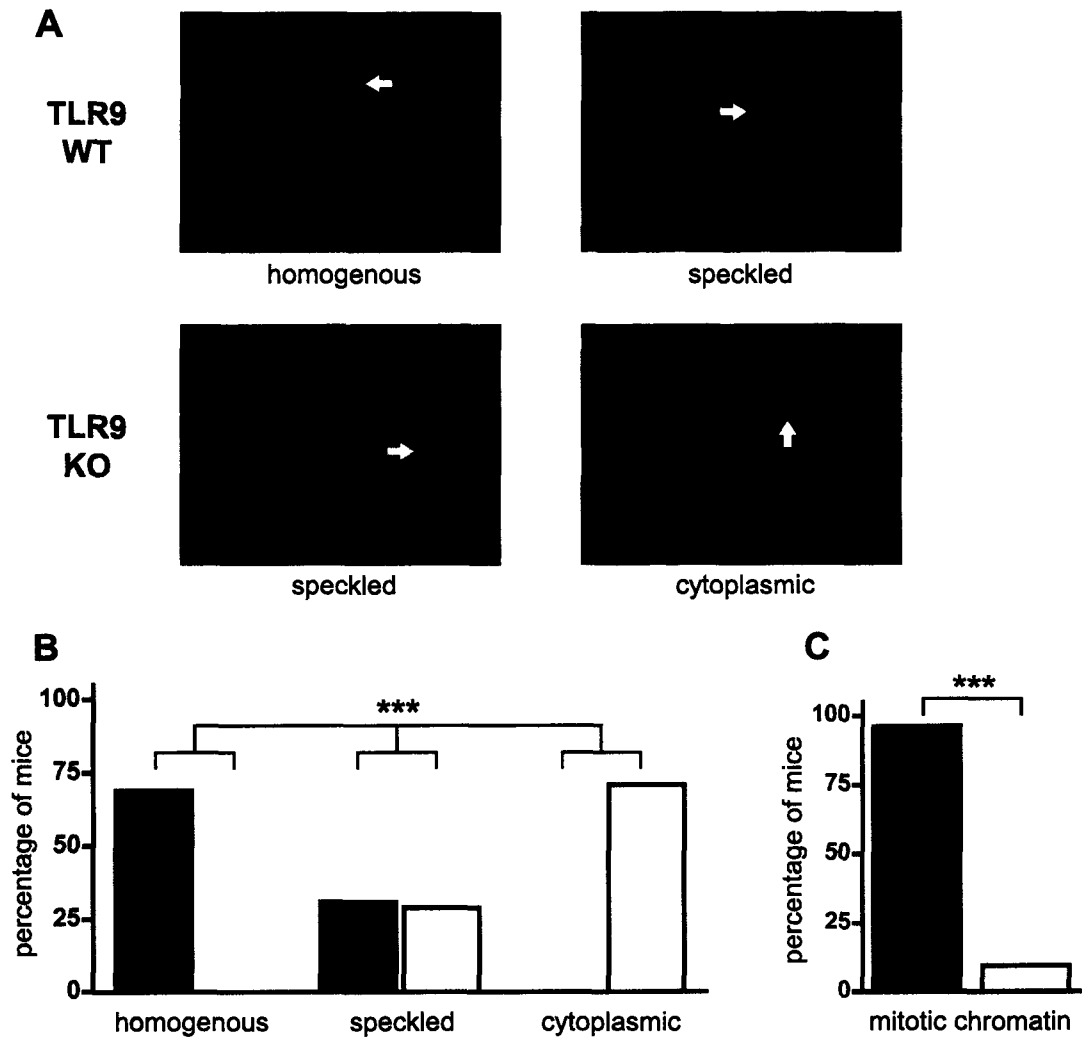 A
TLR9
WT
homogenous
speckled
TLR9
KO
speckled
cytoplasmic
B
percentage of mice
100
75
50
25
0
***
homogenous
speckled
cytoplasmic
C
percentage of mice
100
75
50
25
0
***
mitotic chromatin